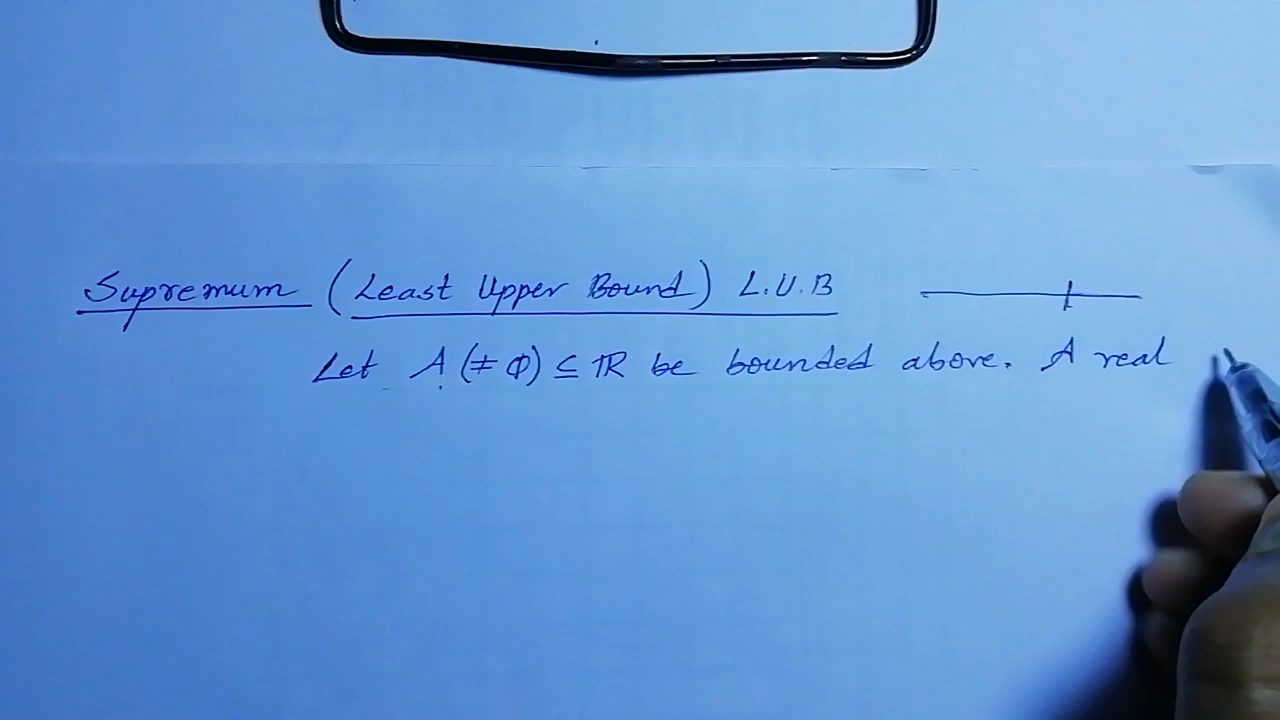 Supremum (Least Upper Bound) L.U.B
Let A (≠ Φ) ⊆ ℝ be bounded above. A real